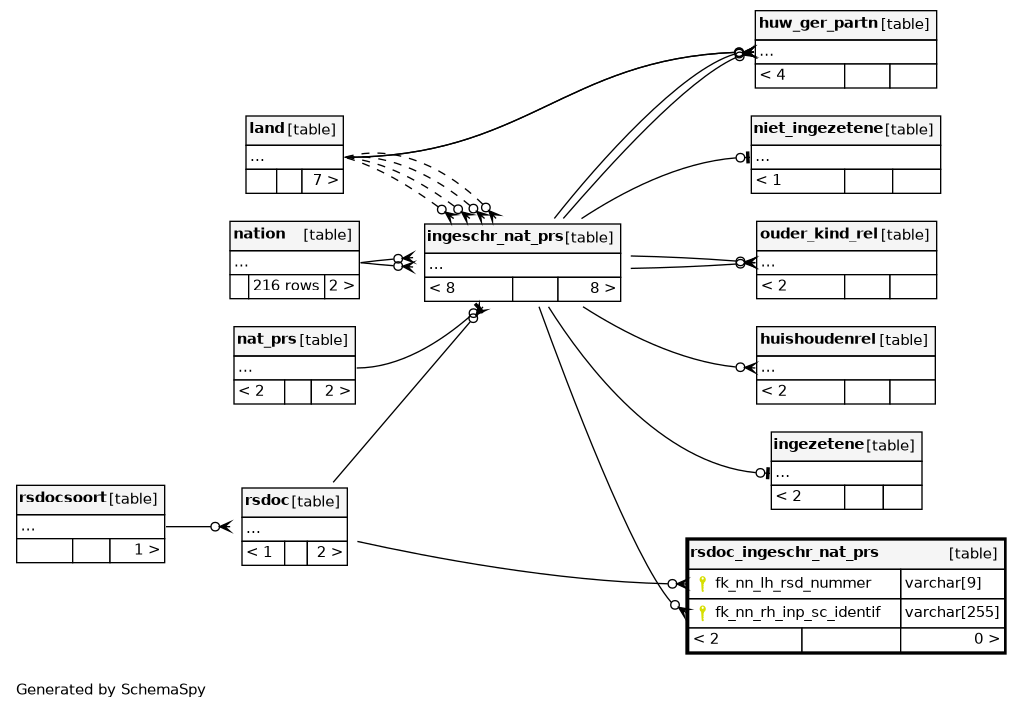 huw_ger_partn [table]
...
< 4
land [table]
...
7 >
niet_ingezetene [table]
...
< 1
nation [table]
...
216 rows 2 >
ingeschr_nat_prs [table]
...
< 8 8 >
ouder_kind_rel [table]
...
< 2
nat_prs [table]
...
< 2 2 >
huishoudenrel [table]
...
< 2
ingezetene [table]
...
< 2
rsdocsoort [table]
...
1 >
rsdoc [table]
...
< 1 2 >
rsdoc_ingeschr_nat_prs [table]
fk_nn_lh_rsd_nummer varchar[9]
fk_nn_rh_inp_sc_identif varchar[255]
< 2 0 >
Generated by SchemaSpy